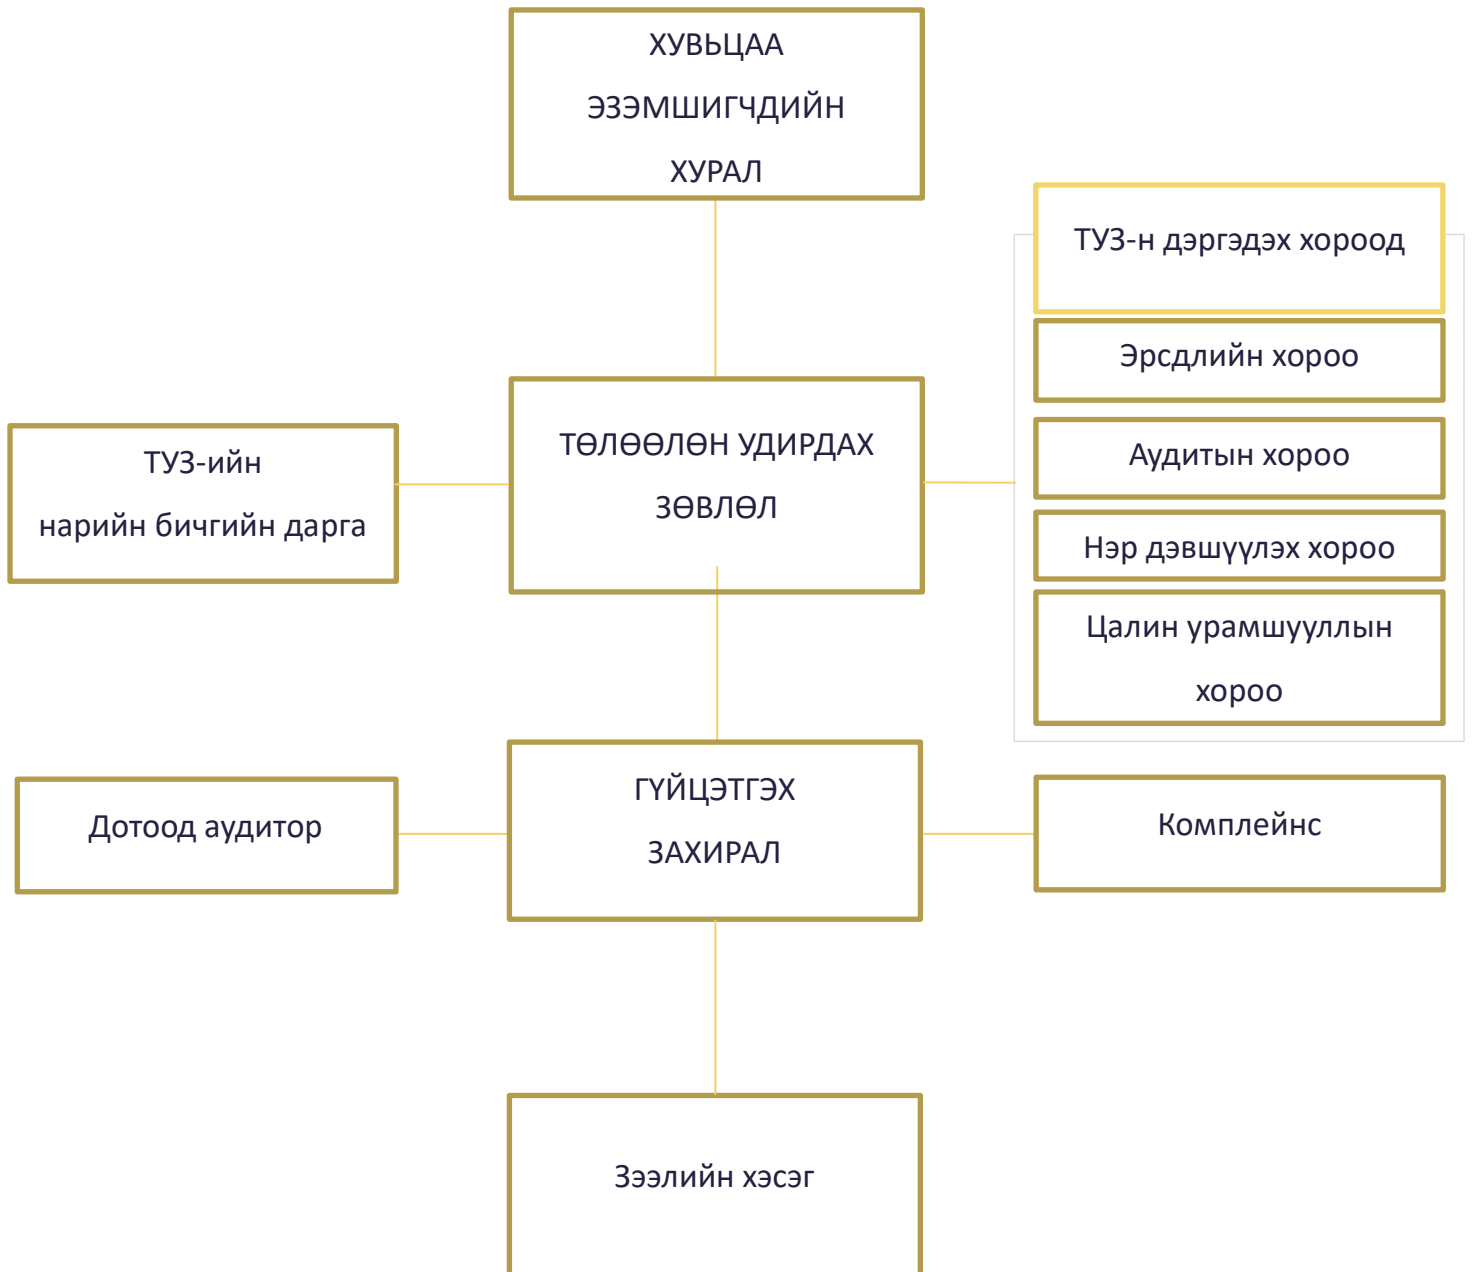 ХУВЬЦАА
ЭЗЭМШИГЧДИЙН
ХУРАЛ
ТУЗ-н дэргэдэх хороод
Эрсдлийн хороо
Аудитын хороо
Нэр дэвшүүлэх хороо
Цалин урамшууллын
хороо
ТӨЛӨӨЛӨН УДИРДАХ
ЗӨВЛӨЛ
ТУЗ-ийн
нарийн бичгийн дарга
ГҮЙЦЭТГЭХ
ЗАХИРАЛ
Дотоод аудитор
Комплейнс
Зээлийн хэсэг